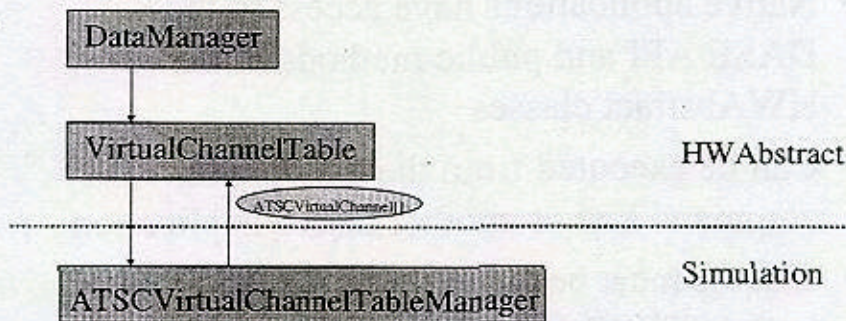 DataManager
VirtualChannelTable
HWAbstract
ATSCVirtualChannel[]
Simulation
ATSCVirtualChannelTableManager